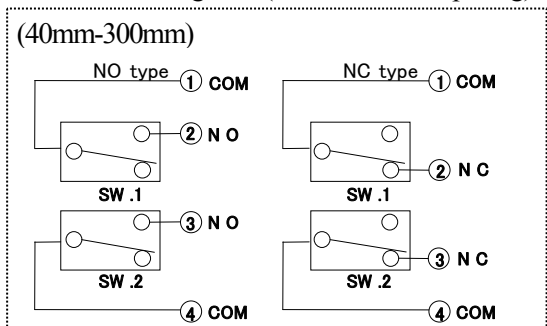 (40mm-300mm)
NO type
① COM
② N O
SW .1
③ N O
SW .2
④ COM
NC type
① COM
② N C
SW .1
③ N C
SW .2
④ COM